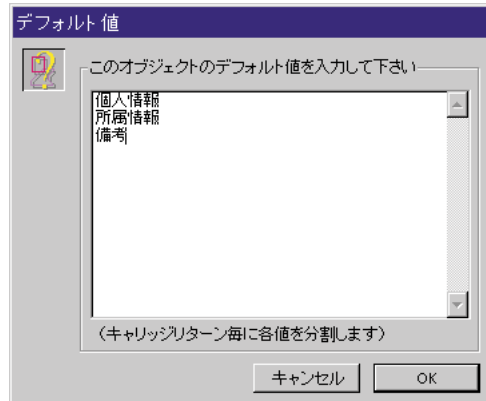 デフォルト値
このオブジェクトのデフォルト値を入力して下さい
個人情報
所属情報
備考
（キャリッジリターン毎に各値を分割します）
キャンセル
OK